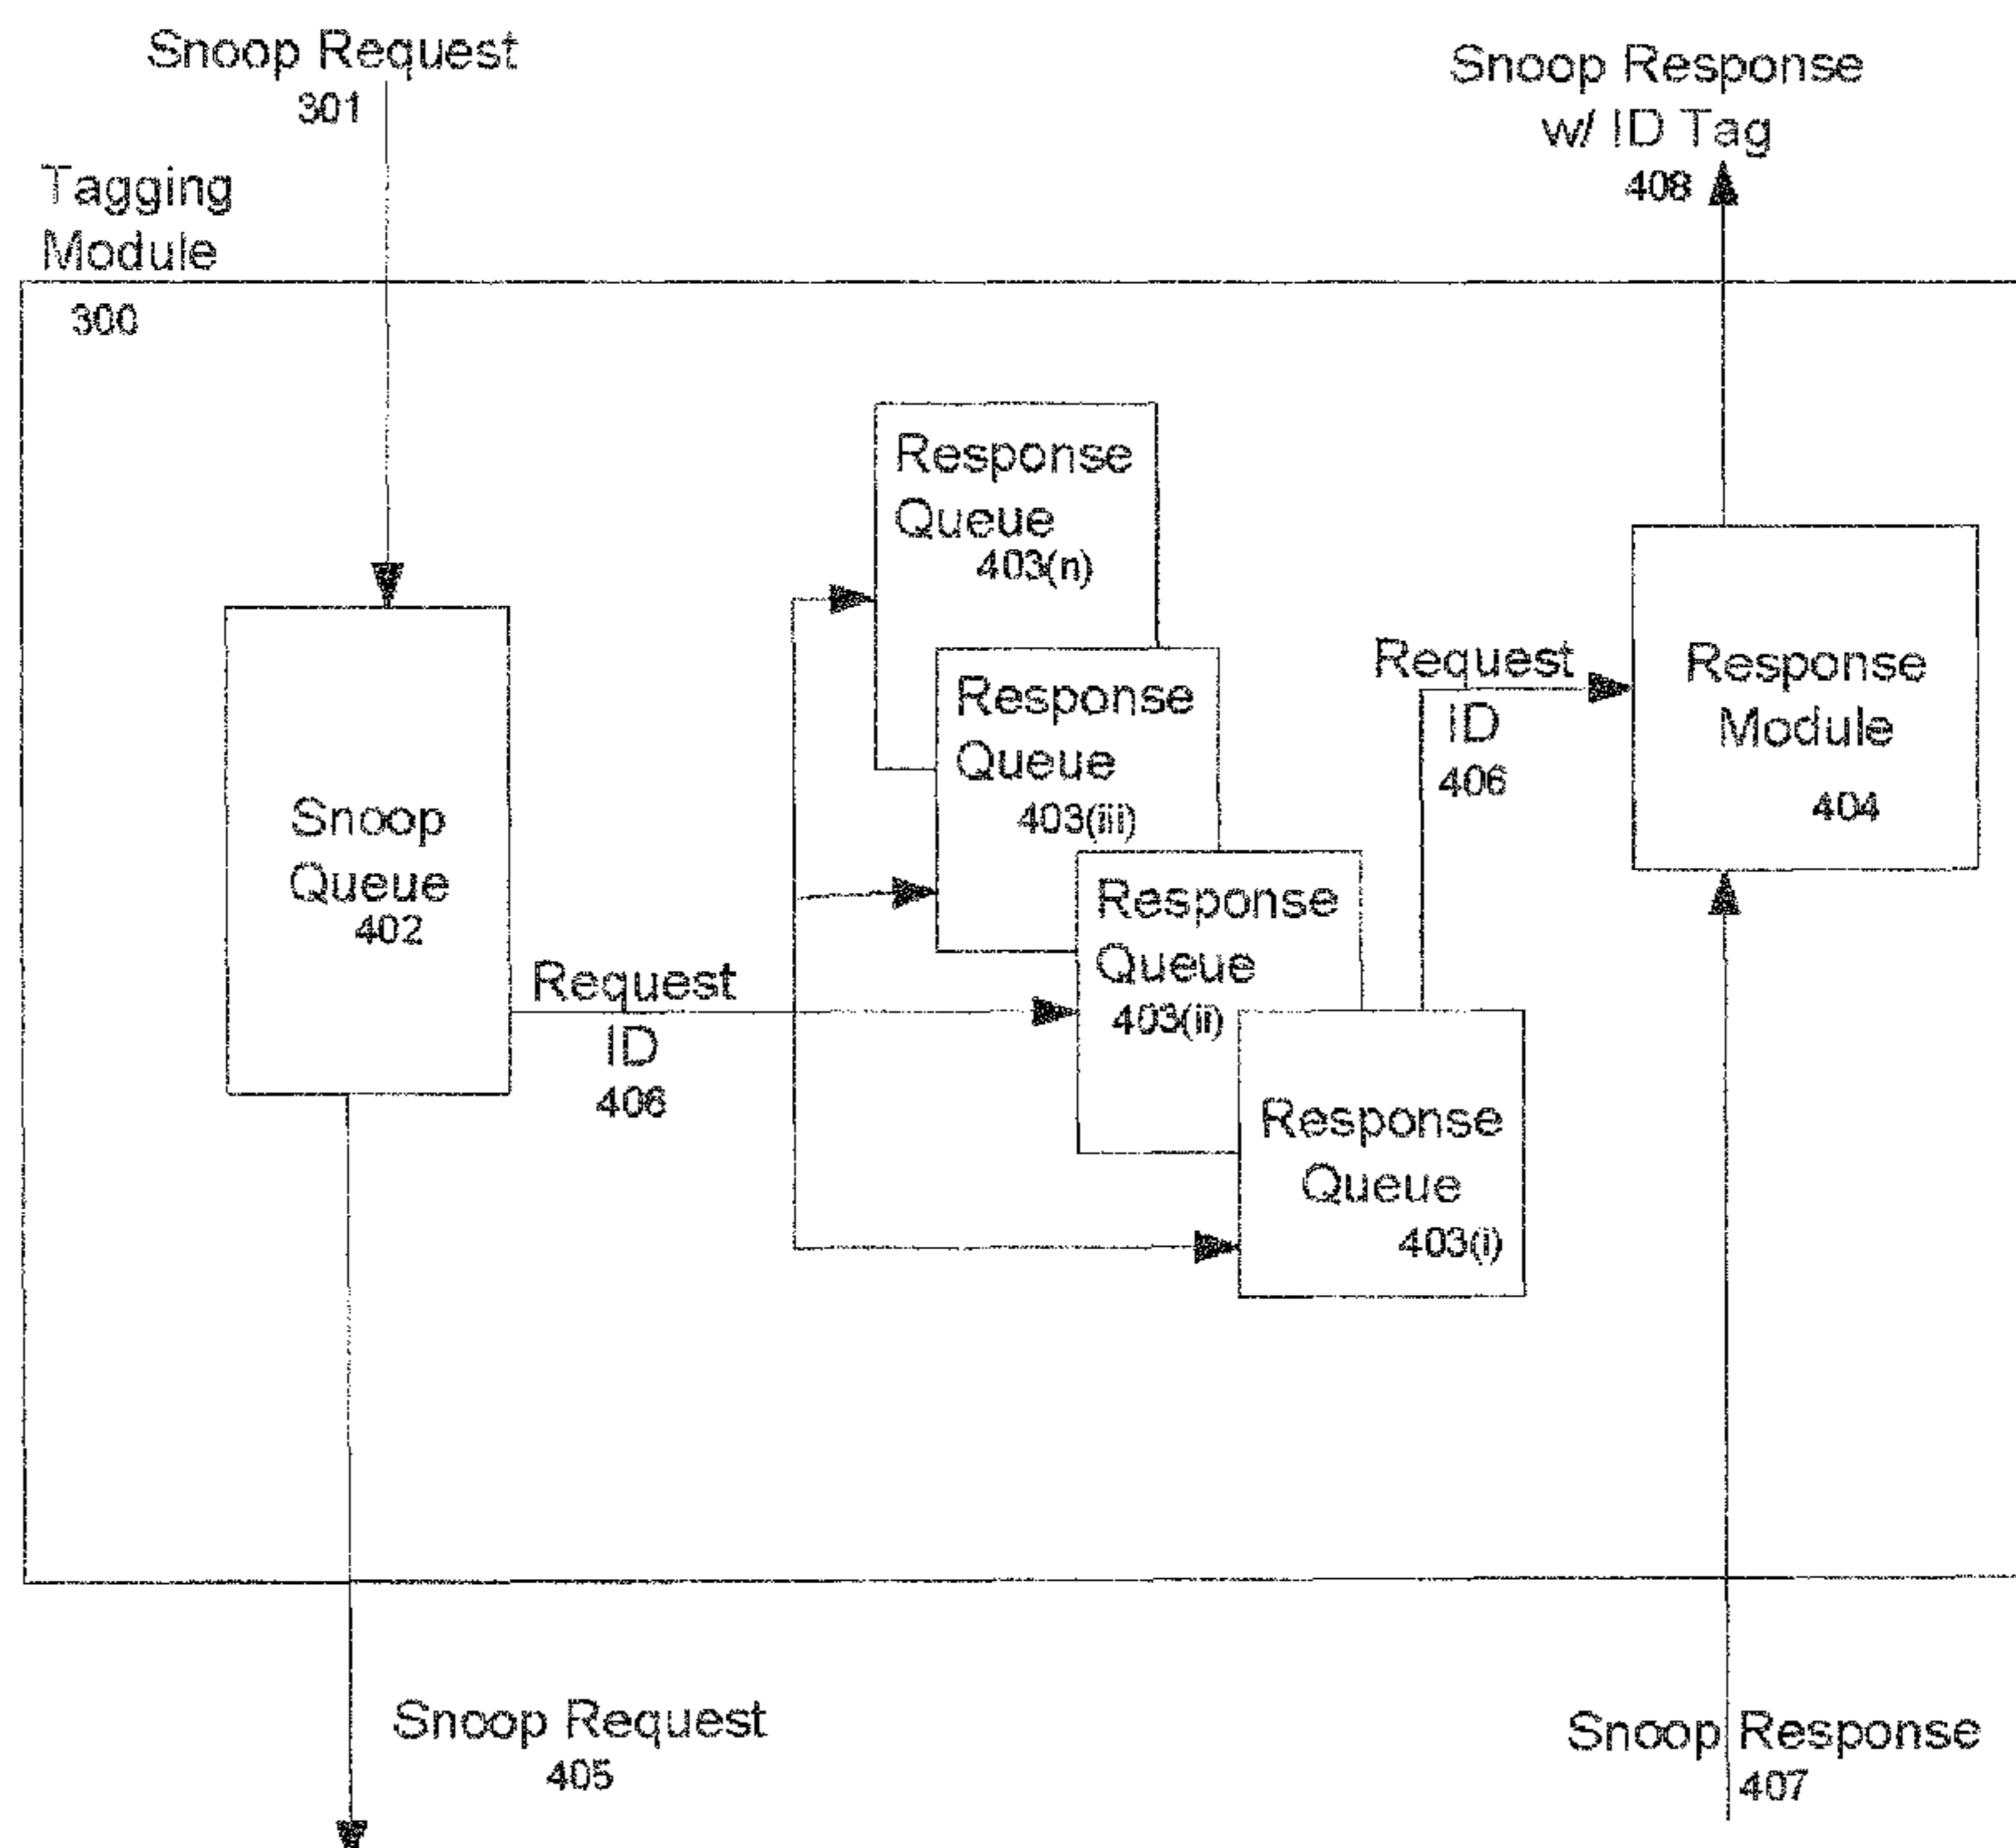 Snoop Request
301
Snoop Response
w/ ID Tag
408
Tagging
Module
300
Response
Queue
403(n)
Response
Queue
403(iii)
Response
Queue
403(ii)
Response
Queue
403(i)
Snoop
Queue
402
Request
ID
406
Request
ID
406
Response
Module
404
Snoop Request
405
Snoop Response
407